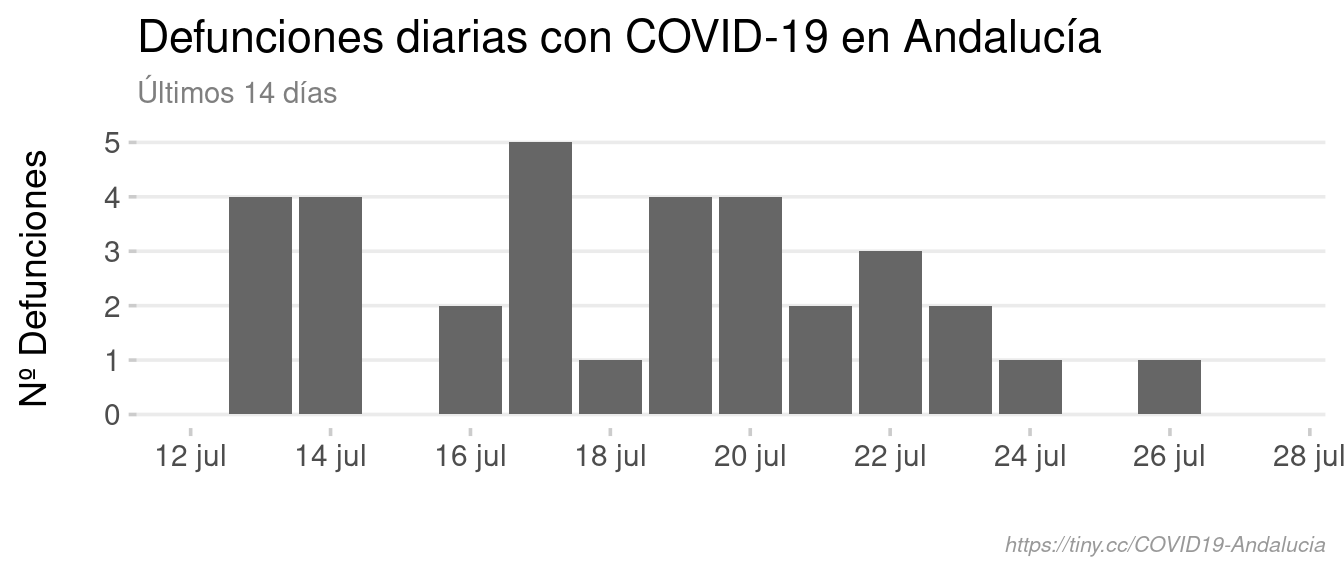 Defunciones diarias con COVID-19 en Andalucía
Últimos 14 días
Nº Defunciones
5
4
3
2
1
0
12 jul 14 jul 16 jul 18 jul 20 jul 22 jul 24 jul 26 jul 28 jul
https://tiny.cc/COVID19-Andalucia